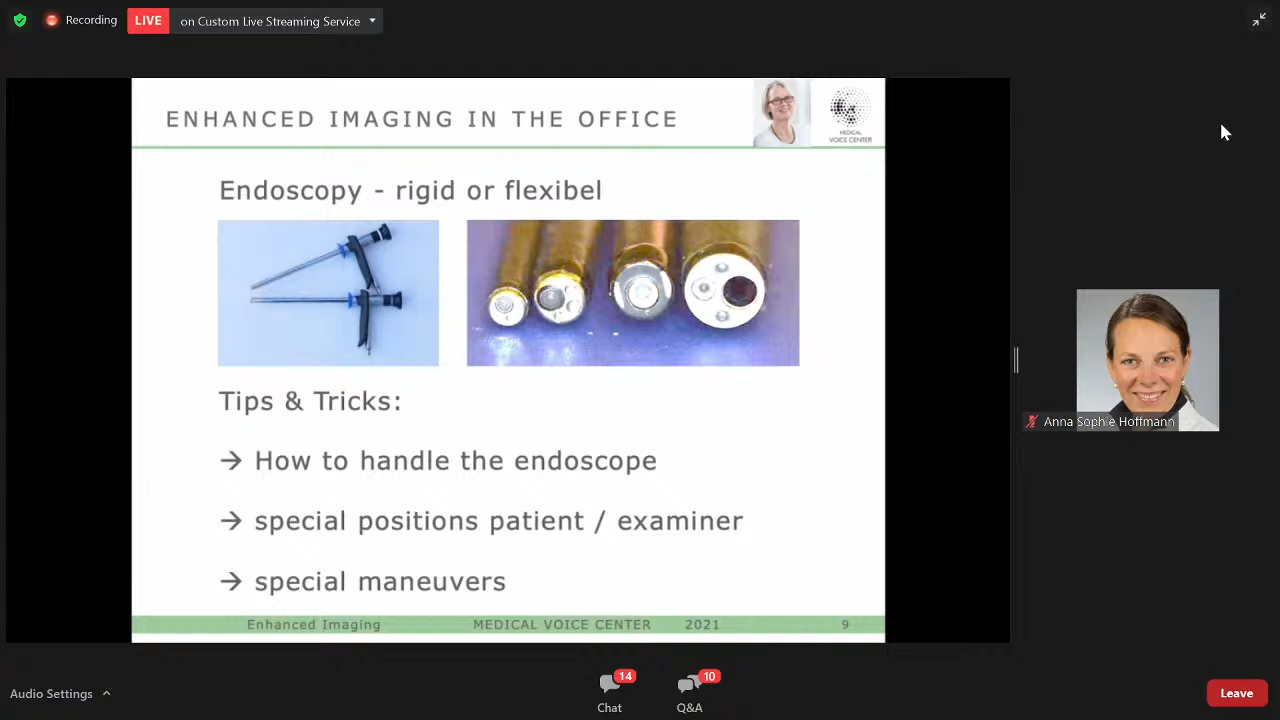 Recording
LIVE
on Custom Live Streaming Service
ENHANCED IMAGING IN THE OFFICE
MEDICAL
VOICE CENTER
Endoscopy - rigid or flexibel
Tips & Tricks:
→ How to handle the endoscope
→ special positions patient / examiner
→ special maneuvers
Enhanced Imaging MEDICAL VOICE CENTER 2021 9
Anna Sophie Hoffmann
Audio Settings
14
Chat
10
Q&A
Leave